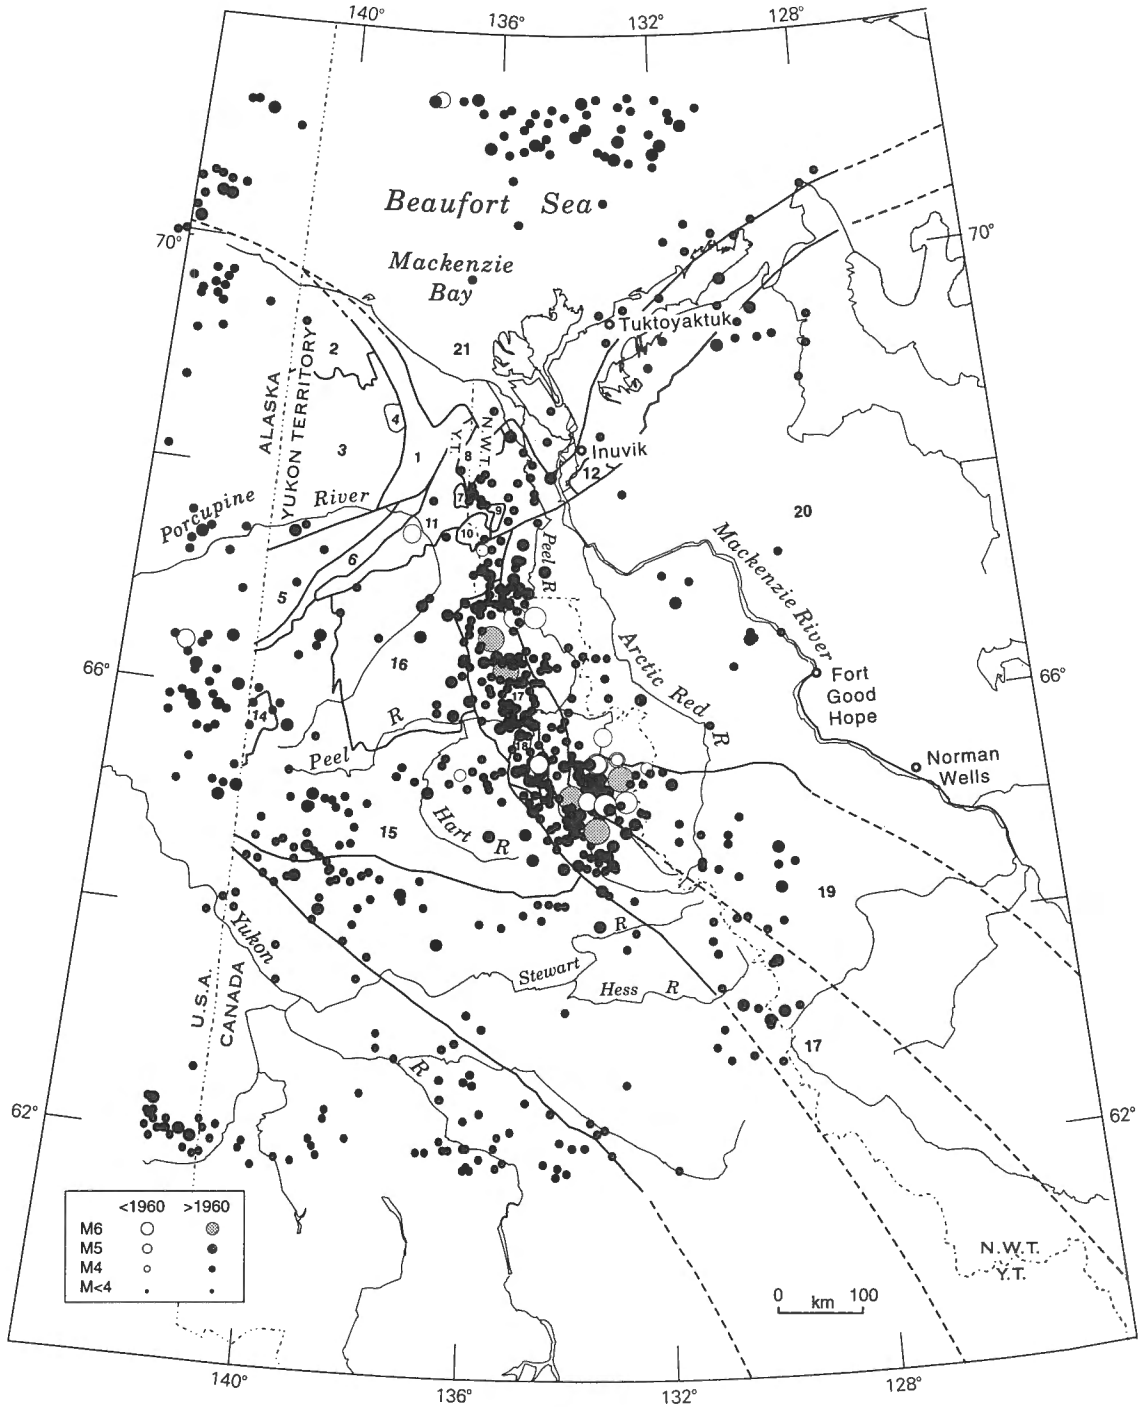 140°
136°
132°
128°
Beaufort Sea
70°
70°
Mackenzie
Bay
Tuktoyaktuk
2
21
ALASKA
YUKON TERRITORY
4
3
1
Y.T.
N.W.T.
8
Inuvik
12
7
9
20
Porcupine
River
11
10
6
Peel R
Mackenzie River
5
Arctic Red R
16
66°
66°
17
Fort
Good
Hope
14
R
Peel
18
Norman
Wells
Hart
R
15
19
Yukon
R
Stewart
Hess R
U.S.A.
CANADA
17
R
62°
62°
<1960 >1960
M6
M5
M4
M<4
N.W.T.
Y.T.
0 100
km
140°
136°
132°
128°